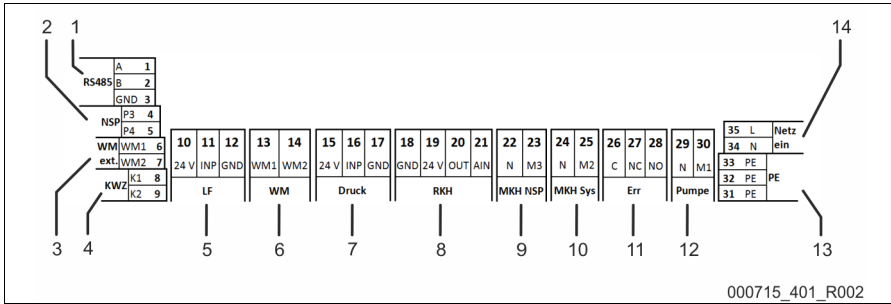 2 1 14
A 1
RS485 B 2
GND 3
NSP P3 4
P4 5
WM WM1 6
ext. WM2 7
KWZ K1 8
K2 9
10 11 12 13 14 15 16 17 18 19 20 21 22 23 24 25 26 27 28 29 30
24 V INP GND WM1 WM2 24 V INP GND GND 24 V OUT AIN N M3 N M2 C NC NO N M1
LF WM Druck RKH MKH NSP MKH Sys Err Pumpe
35 L Netz
34 N ein
33 PE
32 PE PE
31 PE
3 4 5 6 7 8 9 10 11 12 13
000715_401_R002